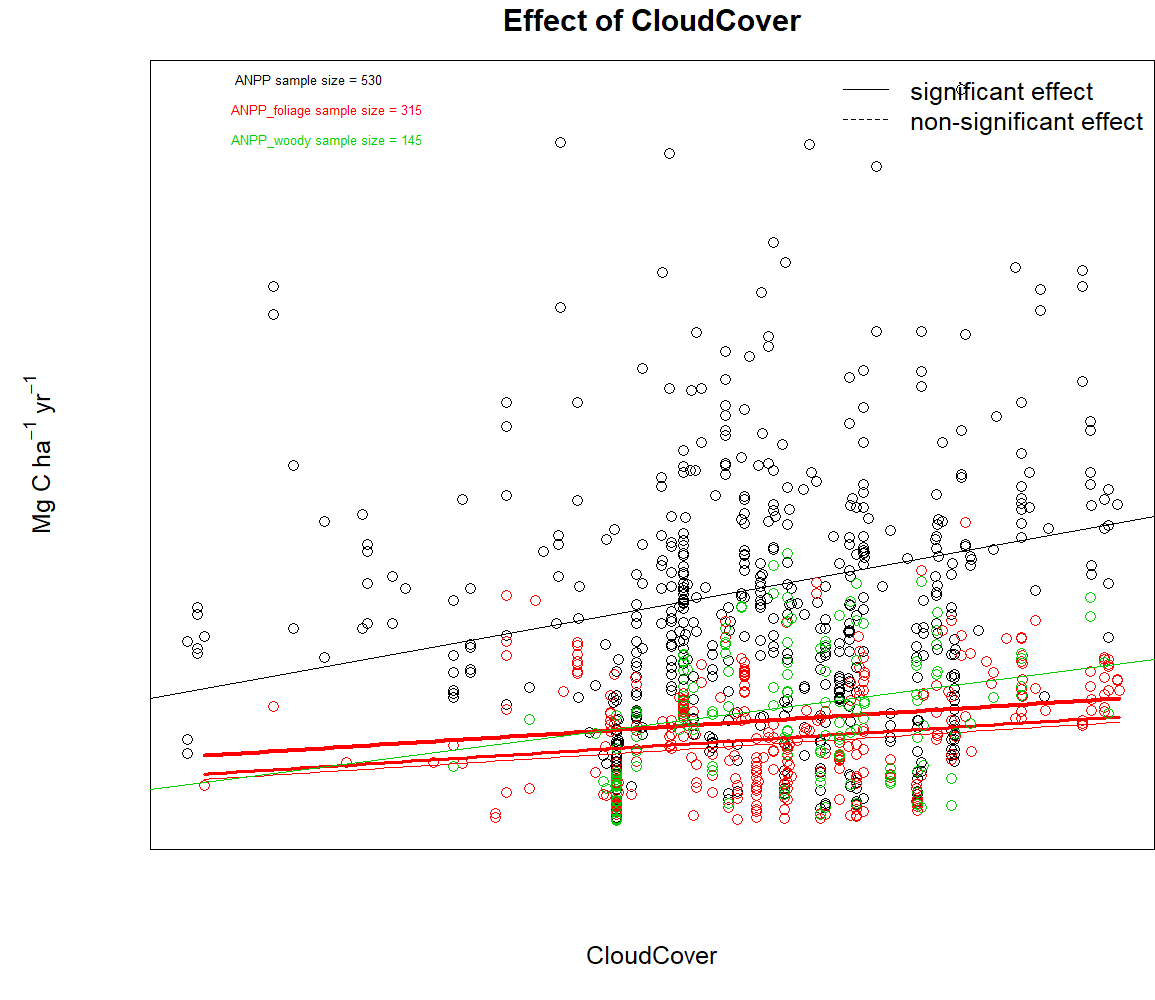 Effect of CloudCover
ANPP sample size = 530
ANPP_foliage sample size = 315
ANPP_woody sample size = 145
significant effect
non-significant effect
Mg C ha⁻¹ yr⁻¹
CloudCover